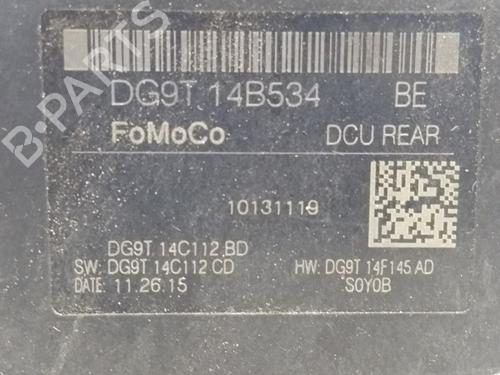 DG9T 14B534 BE
FoMoCo DCU REAR
10131119
DG9T 14C112 BD
SW: DG9T 14C112 CD HW: DG9T 14F145 AD
DATE: 11.26.15 S0Y0B
B-PARTS